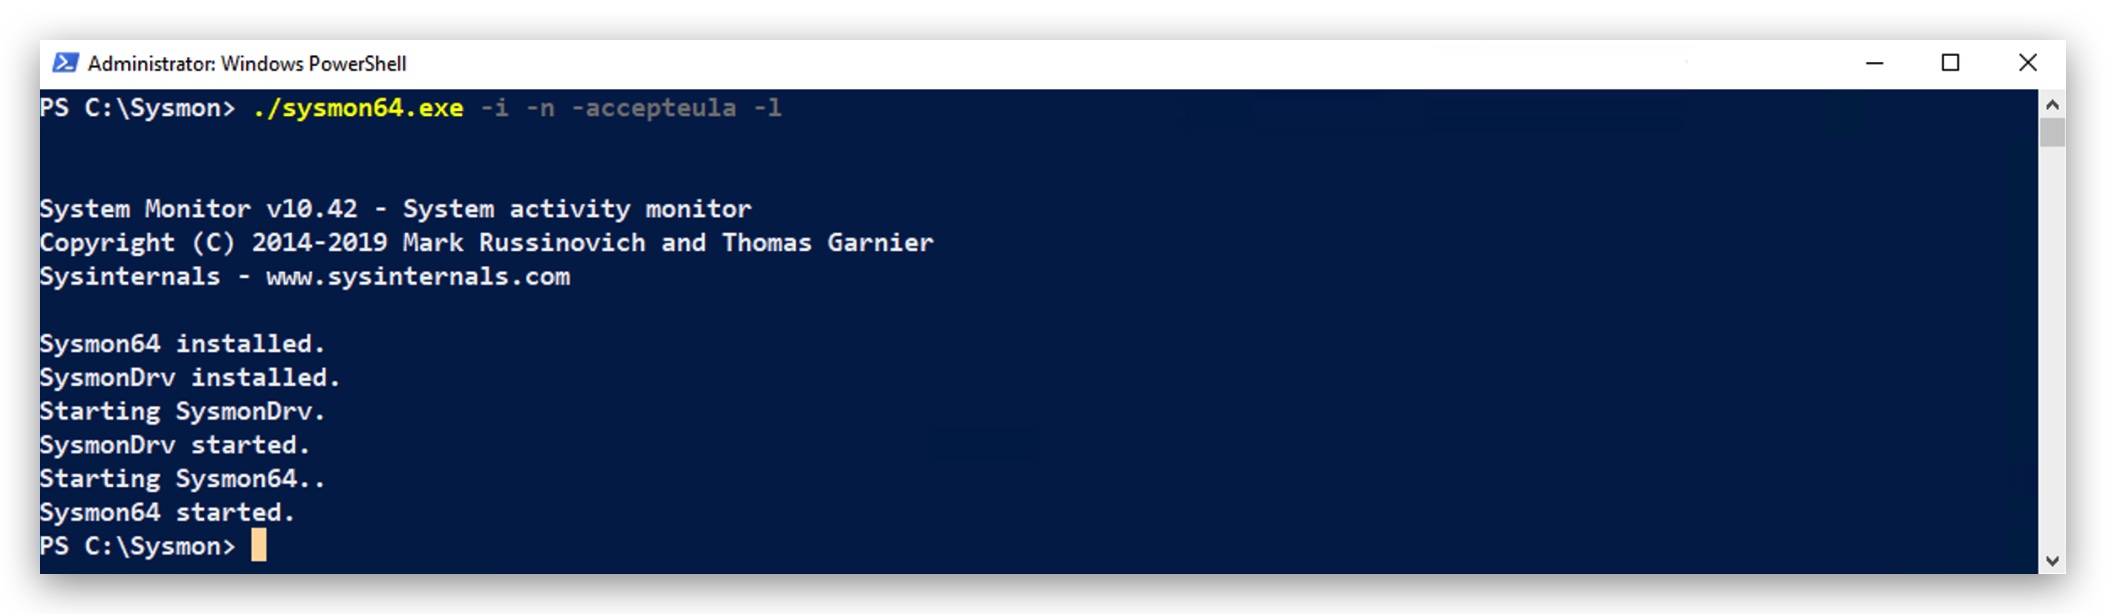 Administrator: Windows PowerShell
PS C:\Sysmon> ./sysmon64.exe -i -n -accepteula -l
System Monitor v10.42 - System activity monitor
Copyright (C) 2014-2019 Mark Russinovich and Thomas Garnier
Sysinternals - www.sysinternals.com
Sysmon64 installed.
SysmonDrv installed.
Starting SysmonDrv.
SysmonDrv started.
Starting Sysmon64..
Sysmon64 started.
PS C:\Sysmon>